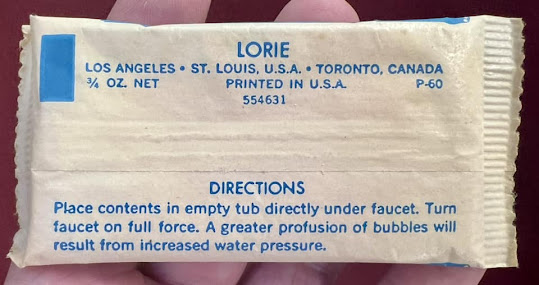 LORIE
LOS ANGELES • ST. LOUIS, U.S.A. • TORONTO, CANADA
¾ OZ. NET PRINTED IN U.S.A. P-60
554631
DIRECTIONS
Place contents in empty tub directly under faucet. Turn
faucet on full force. A greater profusion of bubbles will
result from increased water pressure.